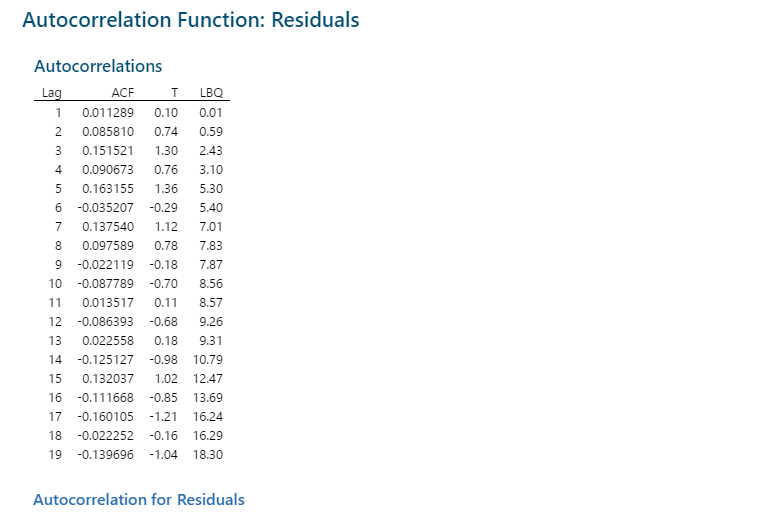 Autocorrelation Function: Residuals
Autocorrelations
Lag ACF T LBQ
1 0.011289 0.10 0.01
2 0.085810 0.74 0.59
3 0.151521 1.30 2.43
4 0.090673 0.76 3.10
5 0.163155 1.36 5.30
6 -0.035207 -0.29 5.40
7 0.137540 1.12 7.01
8 0.097589 0.78 7.83
9 -0.022119 -0.18 7.87
10 -0.087789 -0.70 8.56
11 0.013517 0.11 8.57
12 -0.086393 -0.68 9.26
13 0.022558 0.18 9.31
14 -0.125127 -0.98 10.79
15 0.132037 1.02 12.47
16 -0.111668 -0.85 13.69
17 -0.160105 -1.21 16.24
18 -0.022252 -0.16 16.29
19 -0.139696 -1.04 18.30
Autocorrelation for Residuals